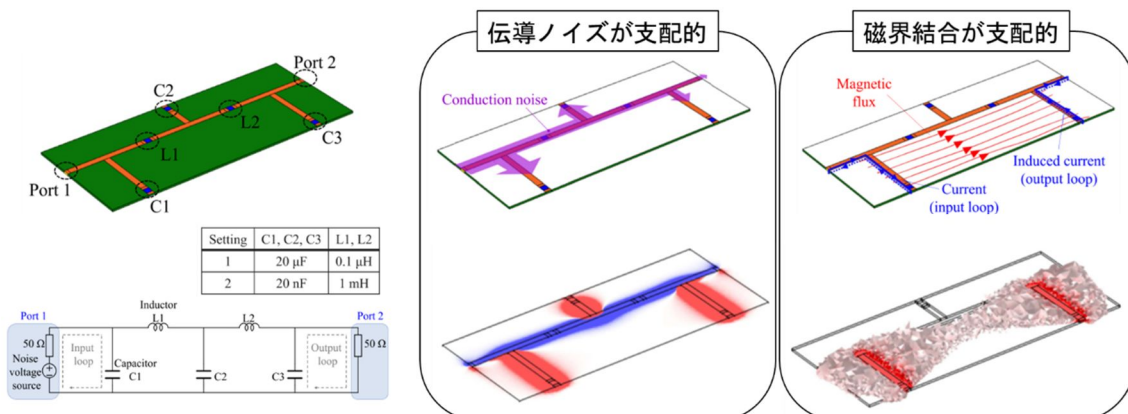 Port 2
C2
L2
C3
L1
Port 1
C1
Setting C1, C2, C3 L1, L2
1 20 μF 0.1 μH
2 20 nF 1 mH
Port 1
Inductor
L1
L2
Port 2
50 Ω
Noise
voltage
source
Input
loop
Capacitor
C1
C2
C3
Output
loop
50 Ω
伝導ノイズが支配的
Conduction noise
磁界結合が支配的
Magnetic
flux
Induced current
(output loop)
Current
(input loop)